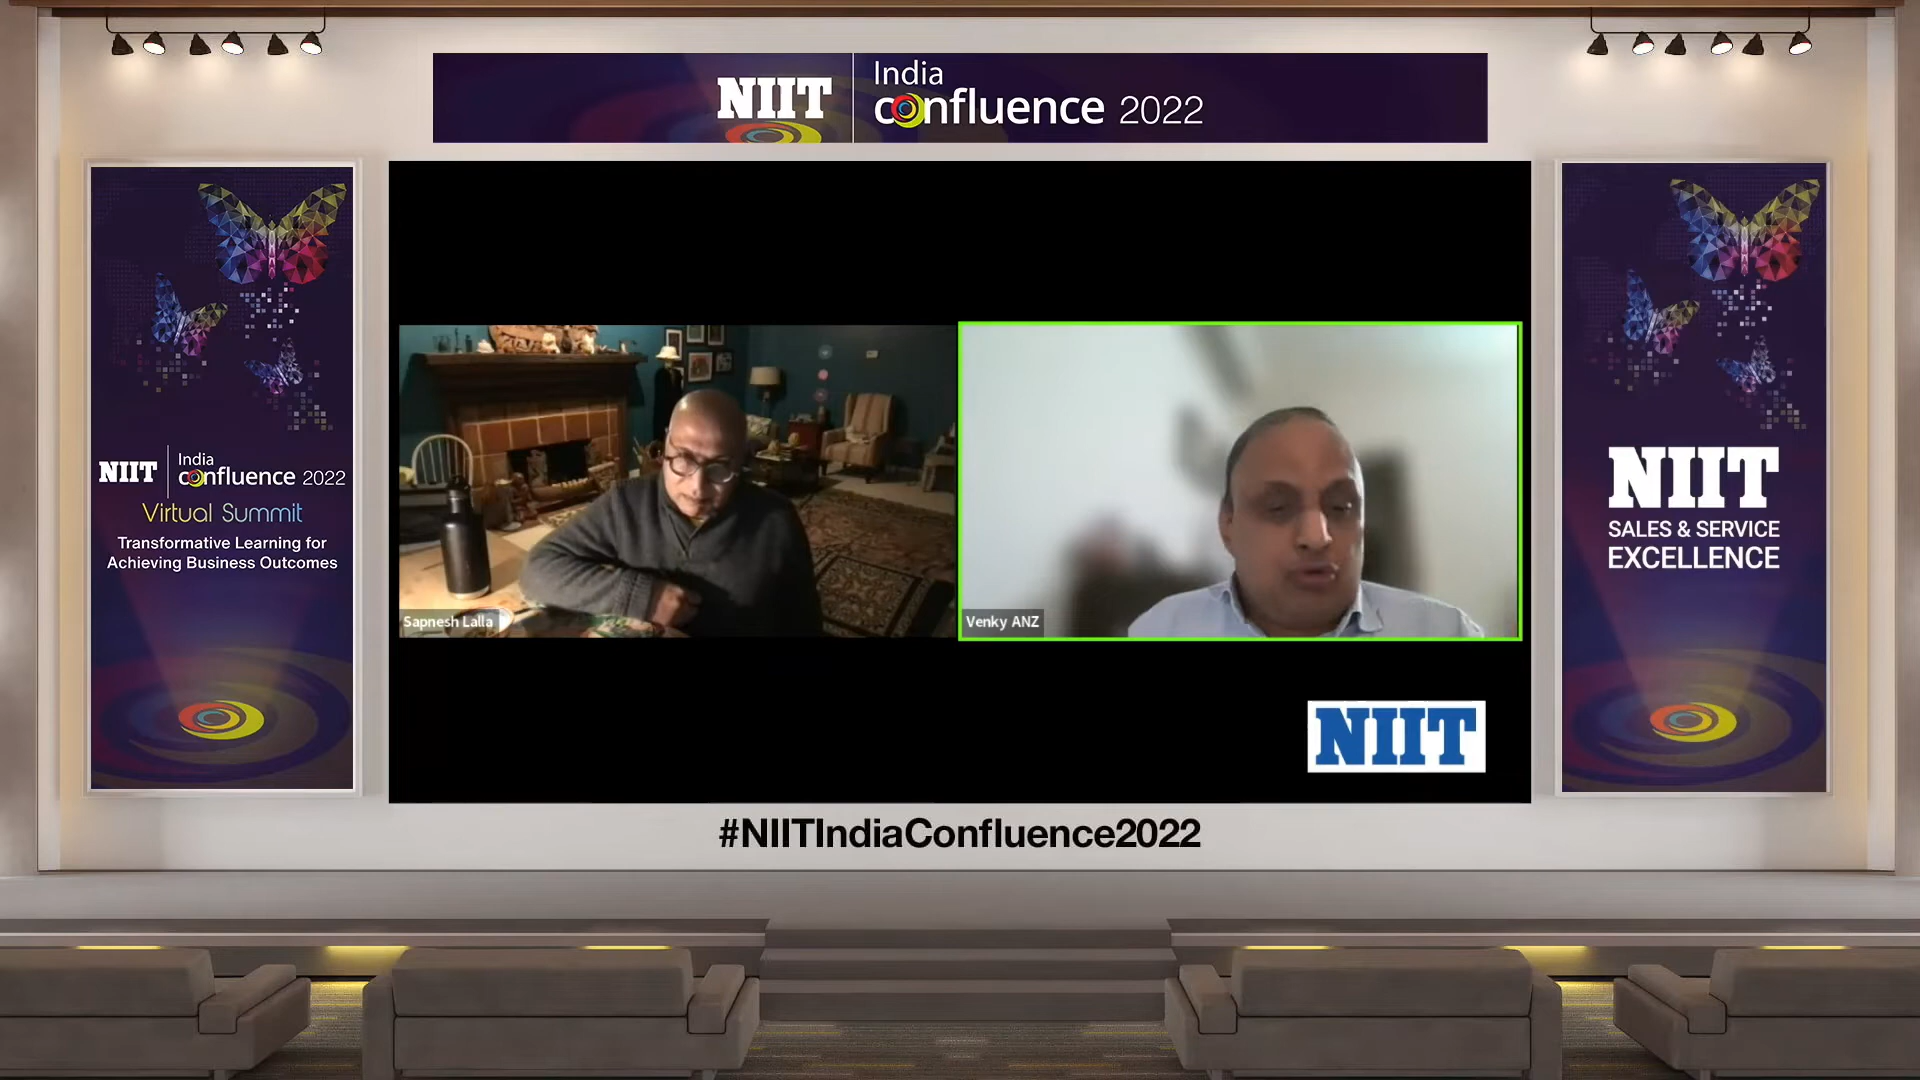 NIIT
India
confluence 2022
NIIT
India
confluence 2022
Virtual Summit
Transformative Learning for
Achieving Business Outcomes
Sapnesh Lalla
Venky ANZ
NIIT
NIIT
SALES & SERVICE
EXCELLENCE
#NIITIndiaConfluence2022